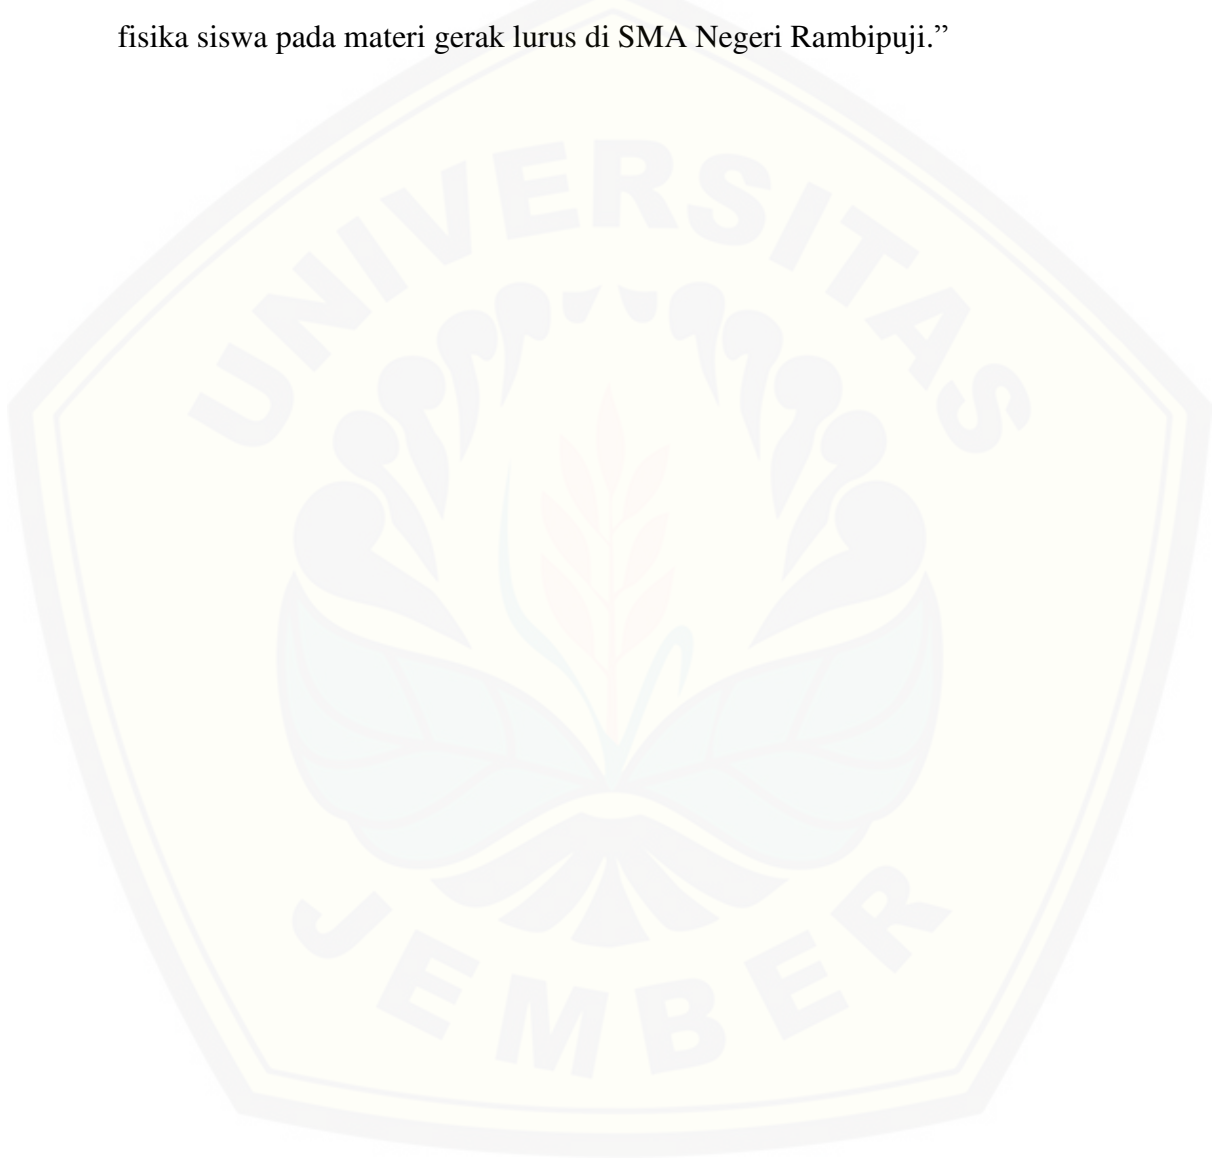 fisika siswa pada materi gerak lurus di SMA Negeri Rambipuji.”
UNIVERSITAS
JEMBER